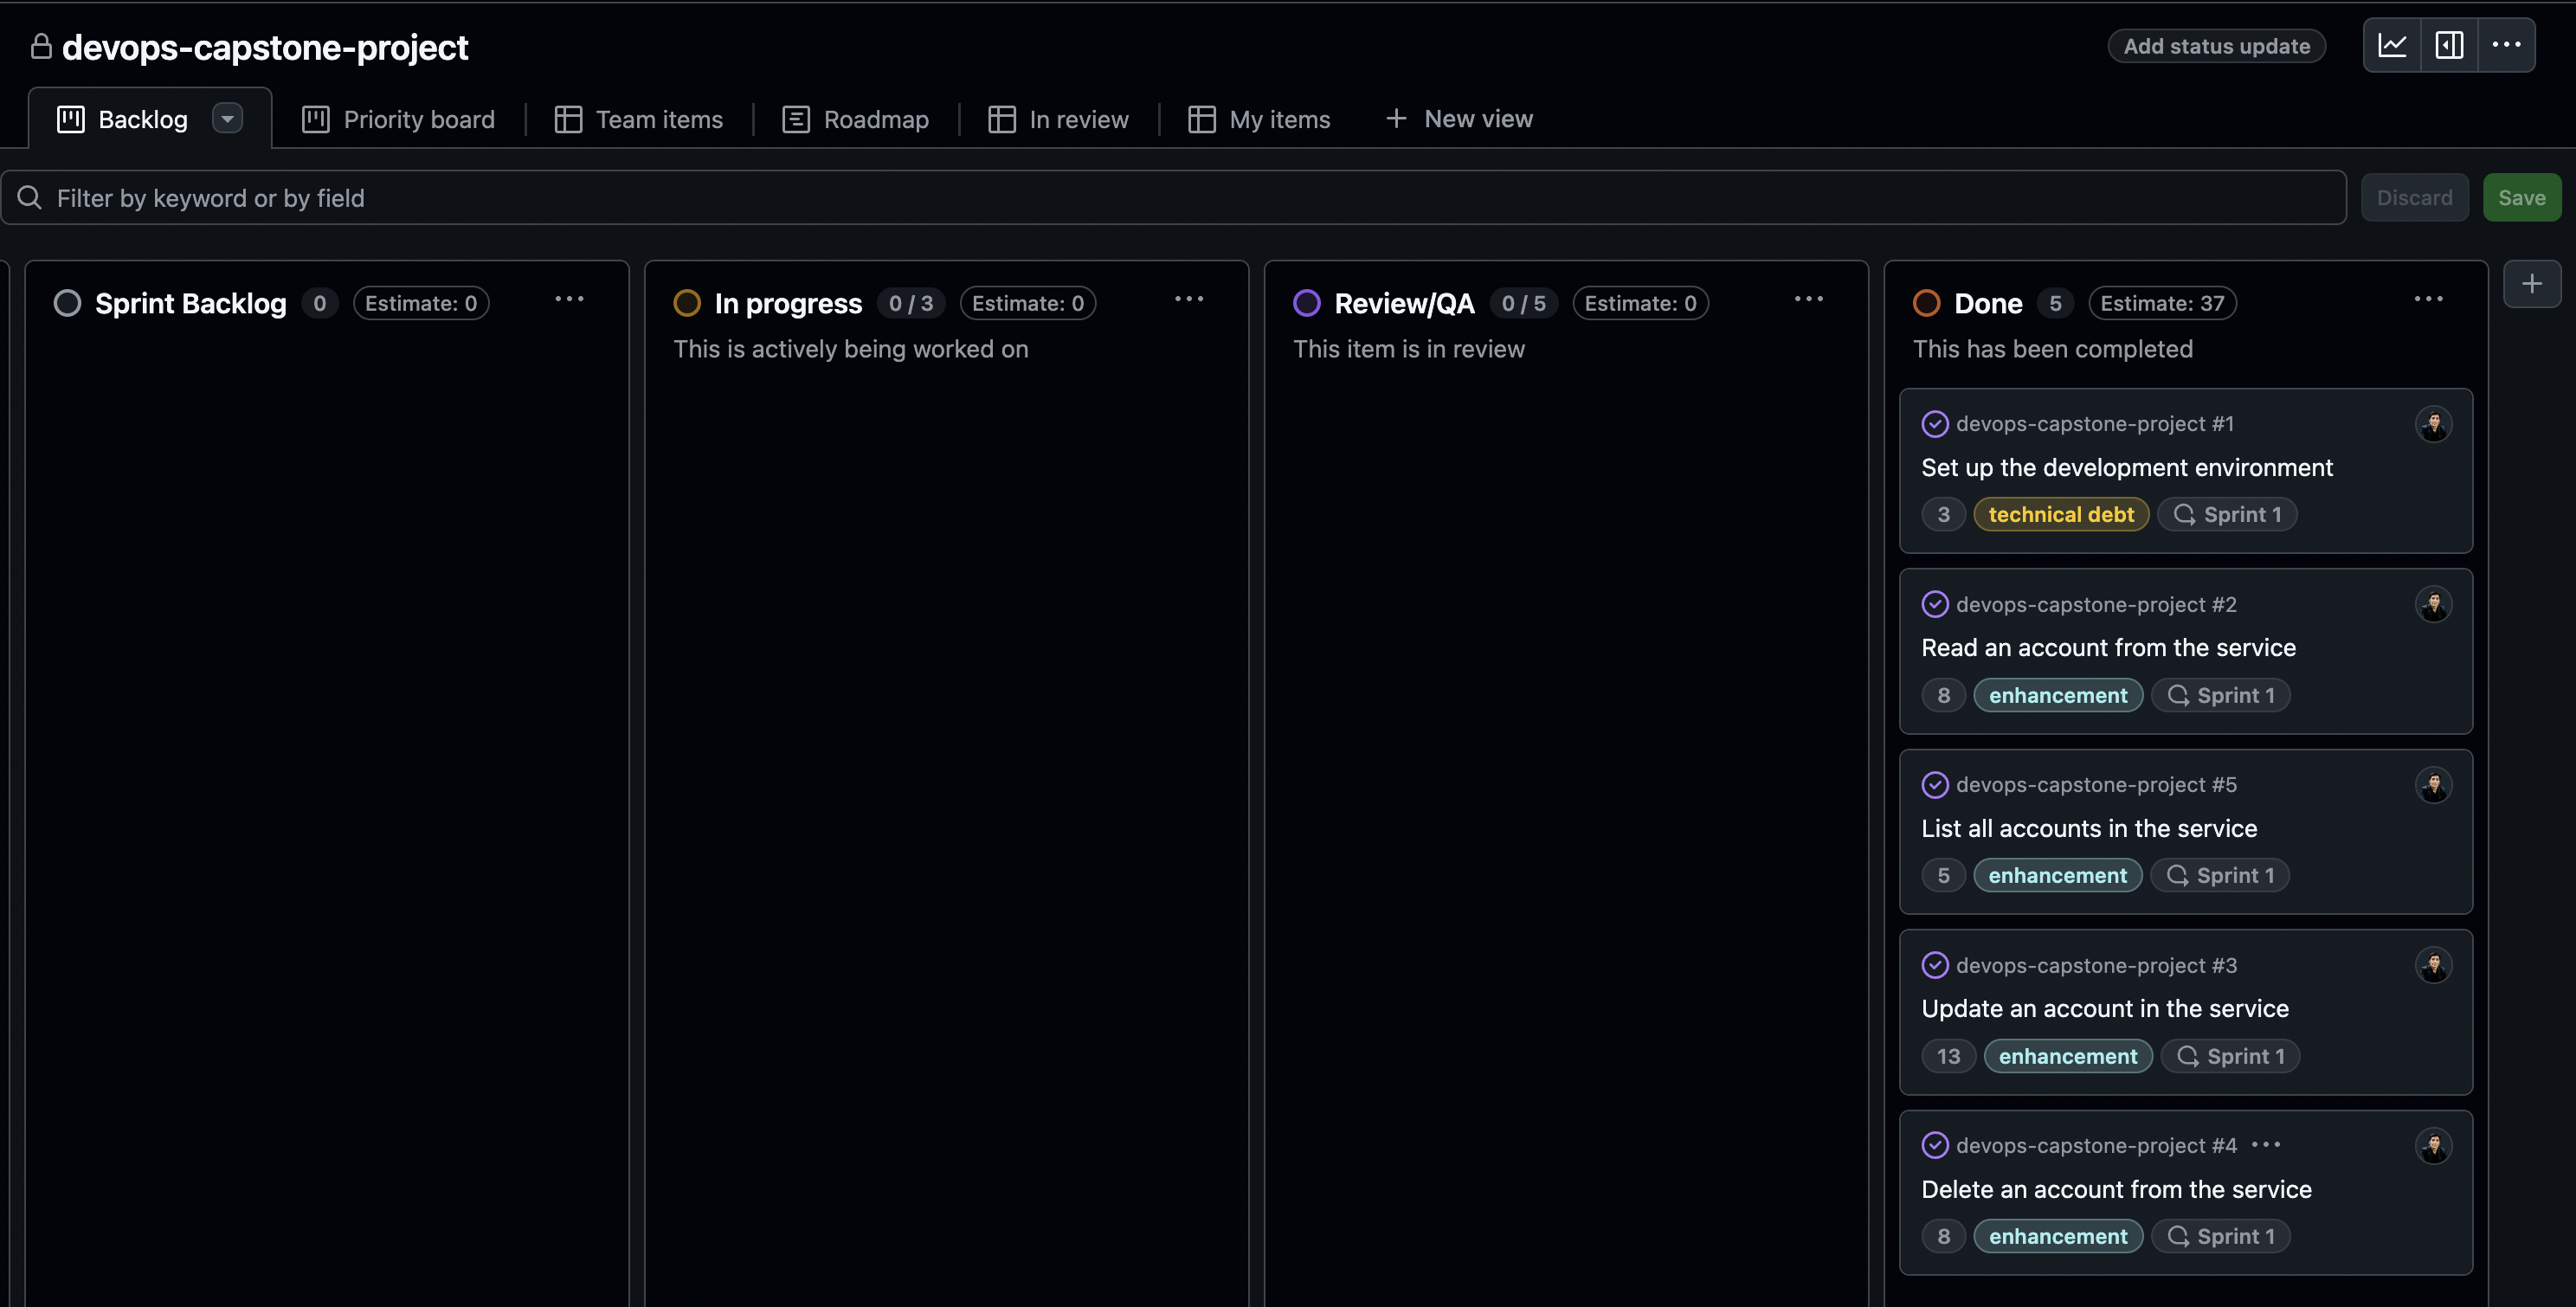 devops-capstone-project
Add status update
Backlog
Priority board
Team items
Roadmap
In review
My items
New view
Filter by keyword or by field
Discard
Save
Sprint Backlog 0 Estimate: 0
In progress 0 / 3 Estimate: 0
This is actively being worked on
Review/QA 0 / 5 Estimate: 0
This item is in review
Done 5 Estimate: 37
This has been completed
devops-capstone-project #1
Set up the development environment
3 technical debt Sprint 1
devops-capstone-project #2
Read an account from the service
8 enhancement Sprint 1
devops-capstone-project #5
List all accounts in the service
5 enhancement Sprint 1
devops-capstone-project #3
Update an account in the service
13 enhancement Sprint 1
devops-capstone-project #4
Delete an account from the service
8 enhancement Sprint 1